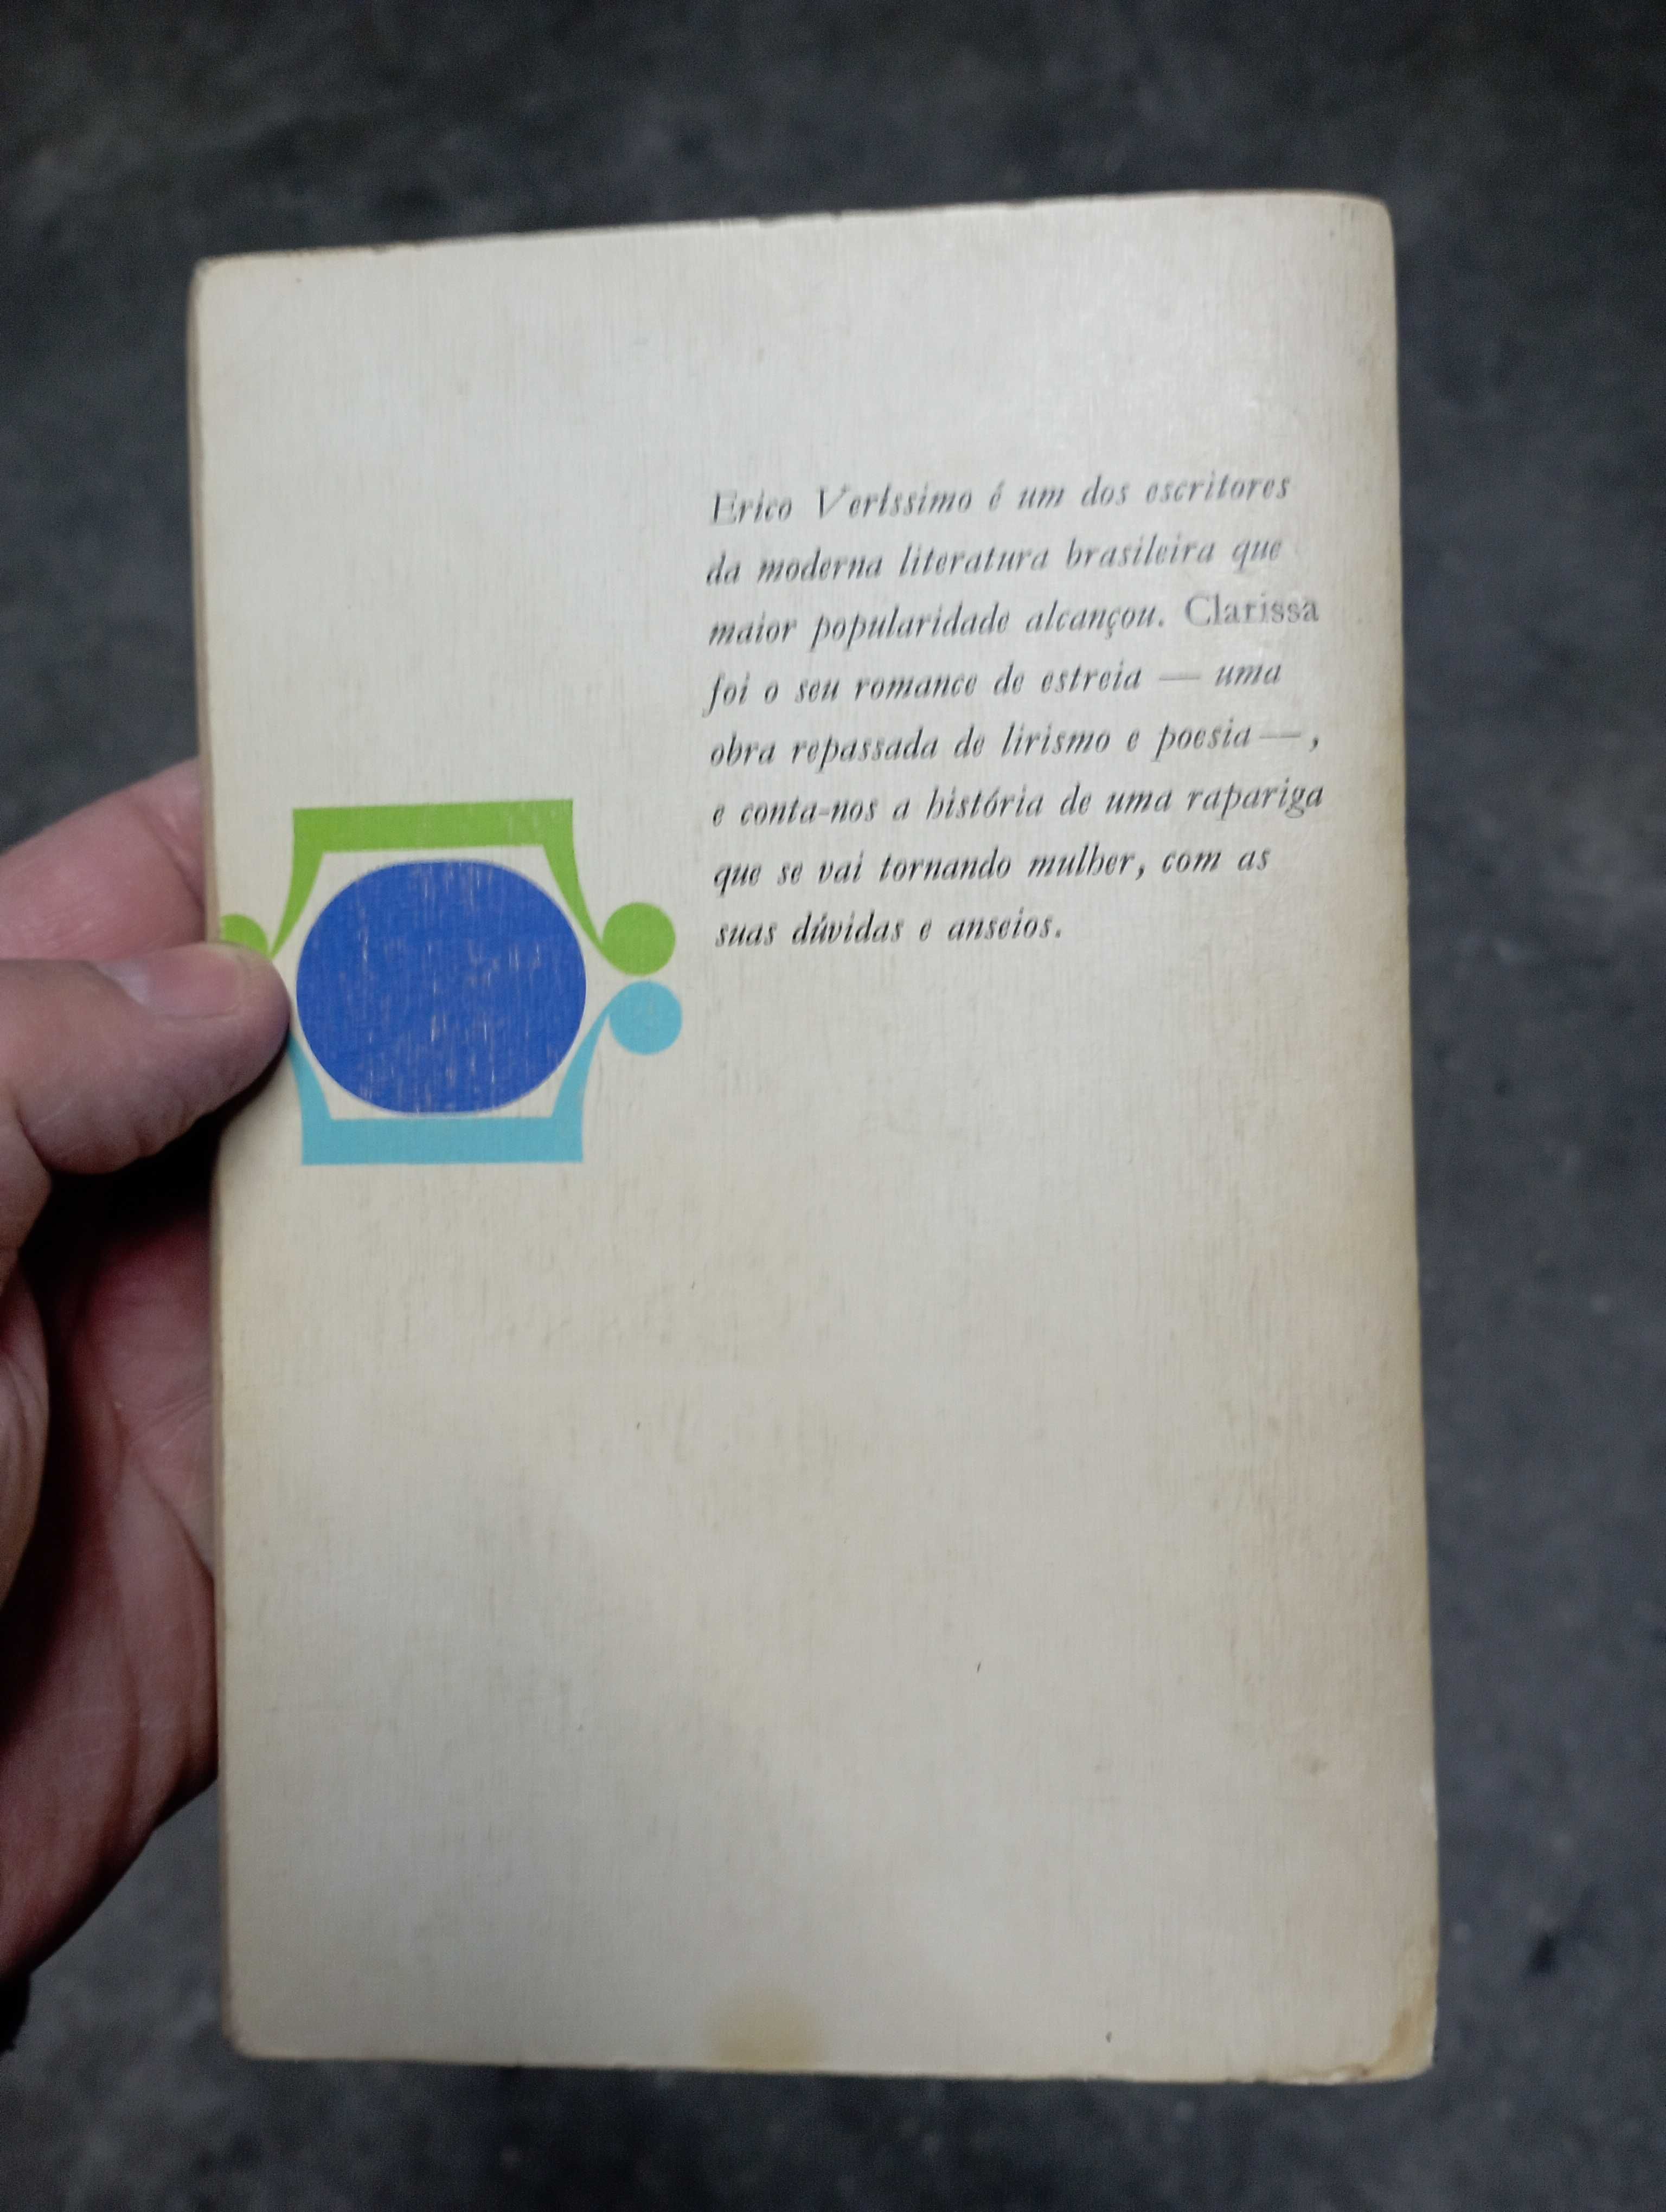 Erico Veríssimo é um dos escritores
da moderna literatura brasileira que
maior popularidade alcançou. Clarissa
foi o seu romance de estreia — uma
obra repassada de lirismo e poesia —,
e conta-nos a história de uma rapariga
que se vai tornando mulher, com as
suas dúvidas e anseios.